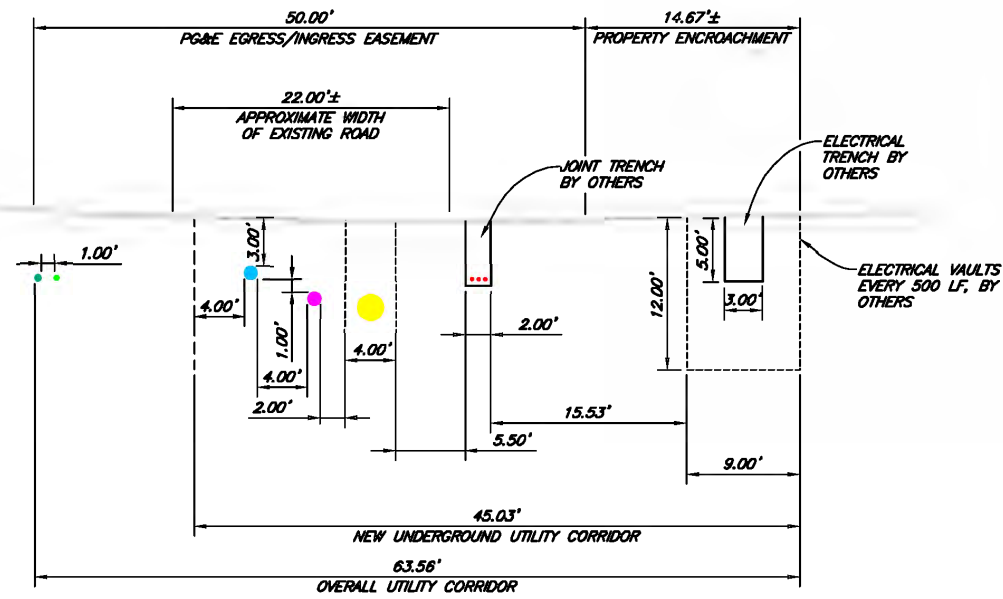 50.00'
PG&E EGRESS/INGRESS EASEMENT
14.67'±
PROPERTY ENCROACHMENT
22.00'±
APPROXIMATE WIDTH
OF EXISTING ROAD
JOINT TRENCH
BY OTHERS
ELECTRICAL
TRENCH BY
OTHERS
1.00'
3.00'
4.00'
1.00'
4.00'
2.00'
4.00'
2.00'
5.50'
15.53'
12.00'
5.00'
3.00'
ELECTRICAL VAULTS
EVERY 500 LF, BY
OTHERS
9.00'
45.03'
NEW UNDERGROUND UTILITY CORRIDOR
63.56'
OVERALL UTILITY CORRIDOR